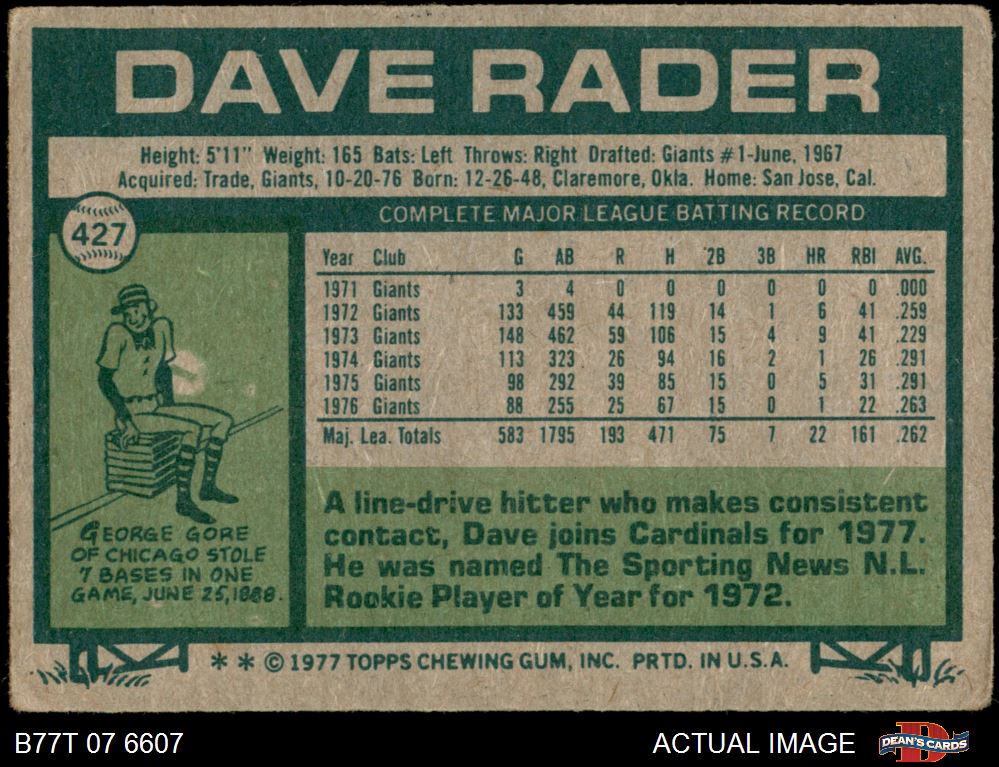 DAVE RADER
Height: 5'11" Weight: 165 Bats: Left Throws: Right Drafted: Giants #1-June, 1967
Acquired: Trade, Giants, 10-20-76 Born: 12-26-48, Claremore, Okla. Home: San Jose, Cal.
427
COMPLETE MAJOR LEAGUE BATTING RECORD
Year Club G AB R H 2B 3B HR RBI AVG.
1971 Giants 3 4 0 0 0 0 0 0 .000
1972 Giants 133 459 44 119 14 1 6 41 .259
1973 Giants 148 462 59 106 15 4 9 41 .229
1974 Giants 113 323 26 94 16 2 1 26 .291
1975 Giants 98 292 39 85 15 0 5 31 .291
1976 Giants 88 255 25 67 15 0 1 22 .263
Maj. Lea. Totals 583 1795 193 471 75 7 22 161 .262
GEORGE GORE
OF CHICAGO STOLE
7 BASES IN ONE
GAME, JUNE 25, 1888.
A line-drive hitter who makes consistent
contact, Dave joins Cardinals for 1977.
He was named The Sporting News N.L.
Rookie Player of Year for 1972.
* * © 1977 TOPPS CHEWING GUM, INC. PRTD. IN U.S.A.
B77T 07 6607
ACTUAL IMAGE
D
DEAN'S CARDS